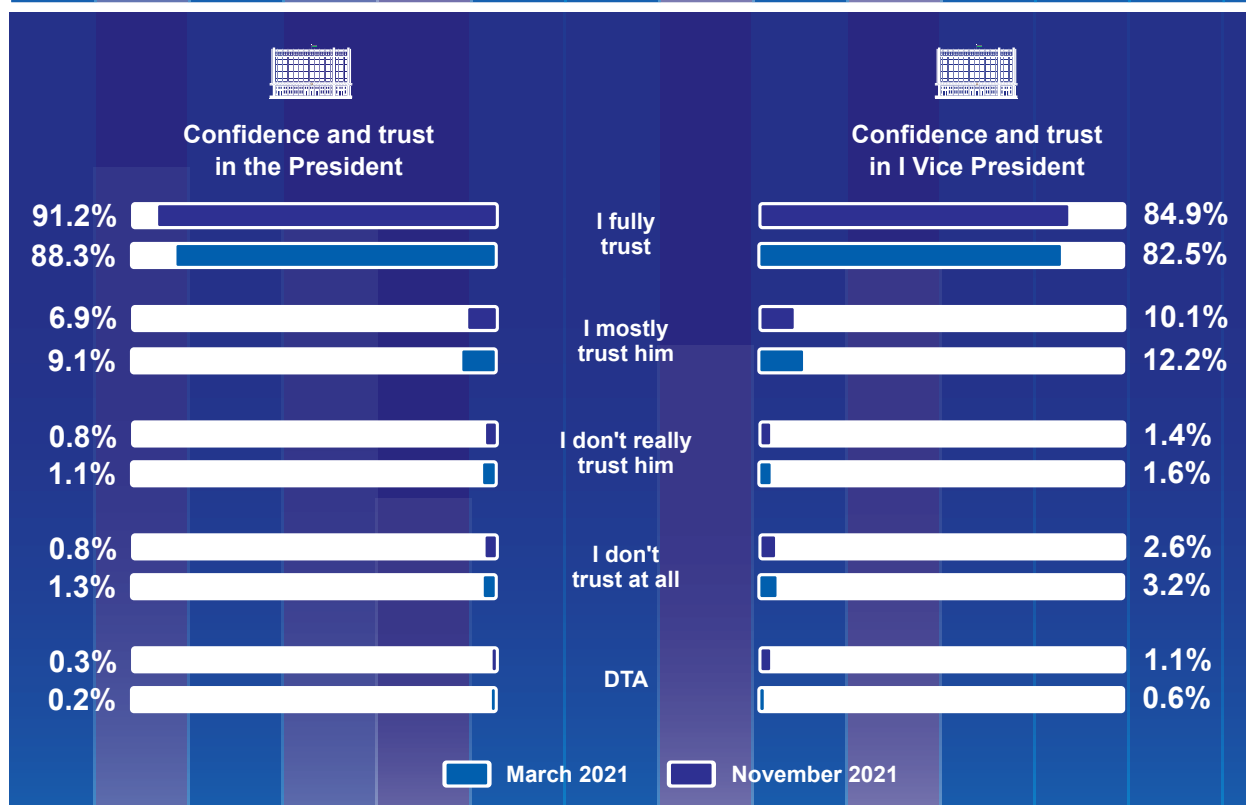 Confidence and trust
in the President
Confidence and trust
in I Vice President
91.2%
88.3%
I fully
trust
84.9%
82.5%
6.9%
9.1%
I mostly
trust him
10.1%
12.2%
0.8%
1.1%
I don't really
trust him
1.4%
1.6%
0.8%
1.3%
I don't
trust at all
2.6%
3.2%
0.3%
0.2%
DTA
1.1%
0.6%
March 2021
November 2021